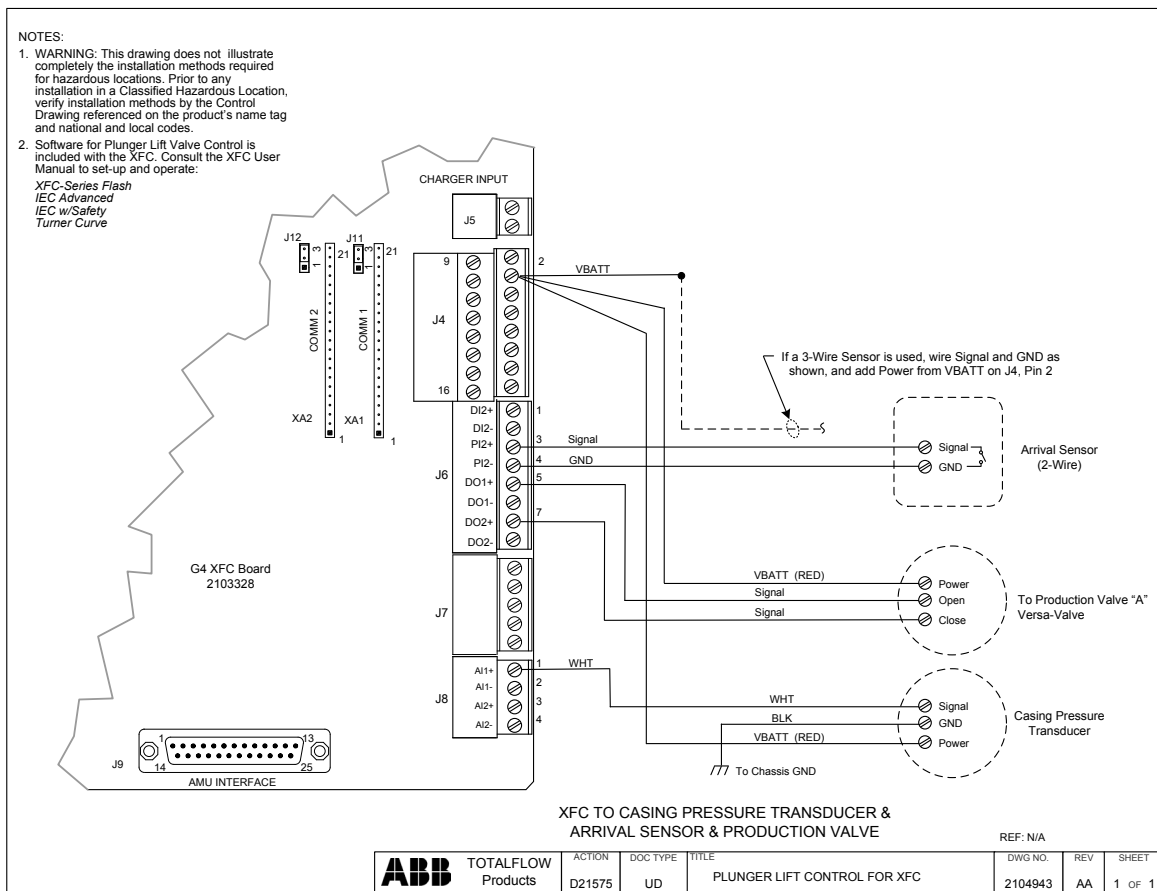 NOTES:
1. WARNING: This drawing does not illustrate
completely the installation methods required
for hazardous locations. Prior to any
installation in a Classified Hazardous Location,
verify installation methods by the Control
Drawing referenced on the product's name tag
and national and local codes.
2. Software for Plunger Lift Valve Control is
included with the XFC. Consult the XFC User
Manual to set-up and operate:
XFC-Series Flash
IEC Advanced
IEC w/Safety
Turner Curve
CHARGER INPUT
J5
J12
3
1
21
COMM 2
XA2
1
J11
3
1
21
COMM 1
XA1
1
9
J4
16
2
VBATT
If a 3-Wire Sensor is used, wire Signal and GND as
shown, and add Power from VBATT on J4, Pin 2
J6
DI2+ 1
DI2-
PI2+ 3 Signal
PI2- 4 GND
DO1+ 5
DO1-
DO2+ 7
DO2-
Signal
GND
Arrival Sensor
(2-Wire)
G4 XFC Board
2103328
J7
VBATT (RED)
Signal
Signal
Power
Open
Close
To Production Valve "A"
Versa-Valve
J8
AI1+ 1 WHT
AI1- 2
AI2+ 3
AI2- 4
WHT
BLK
VBATT (RED)
Signal
GND
Power
Casing Pressure
Transducer
To Chassis GND
J9
1
13
14
25
AMU INTERFACE
XFC TO CASING PRESSURE TRANSDUCER &
ARRIVAL SENSOR & PRODUCTION VALVE
REF: N/A
ABB
TOTALFLOW
Products
ACTION
D21575
DOC TYPE
UD
TITLE
PLUNGER LIFT CONTROL FOR XFC
DWG NO.
2104943
REV
AA
SHEET
1 OF 1